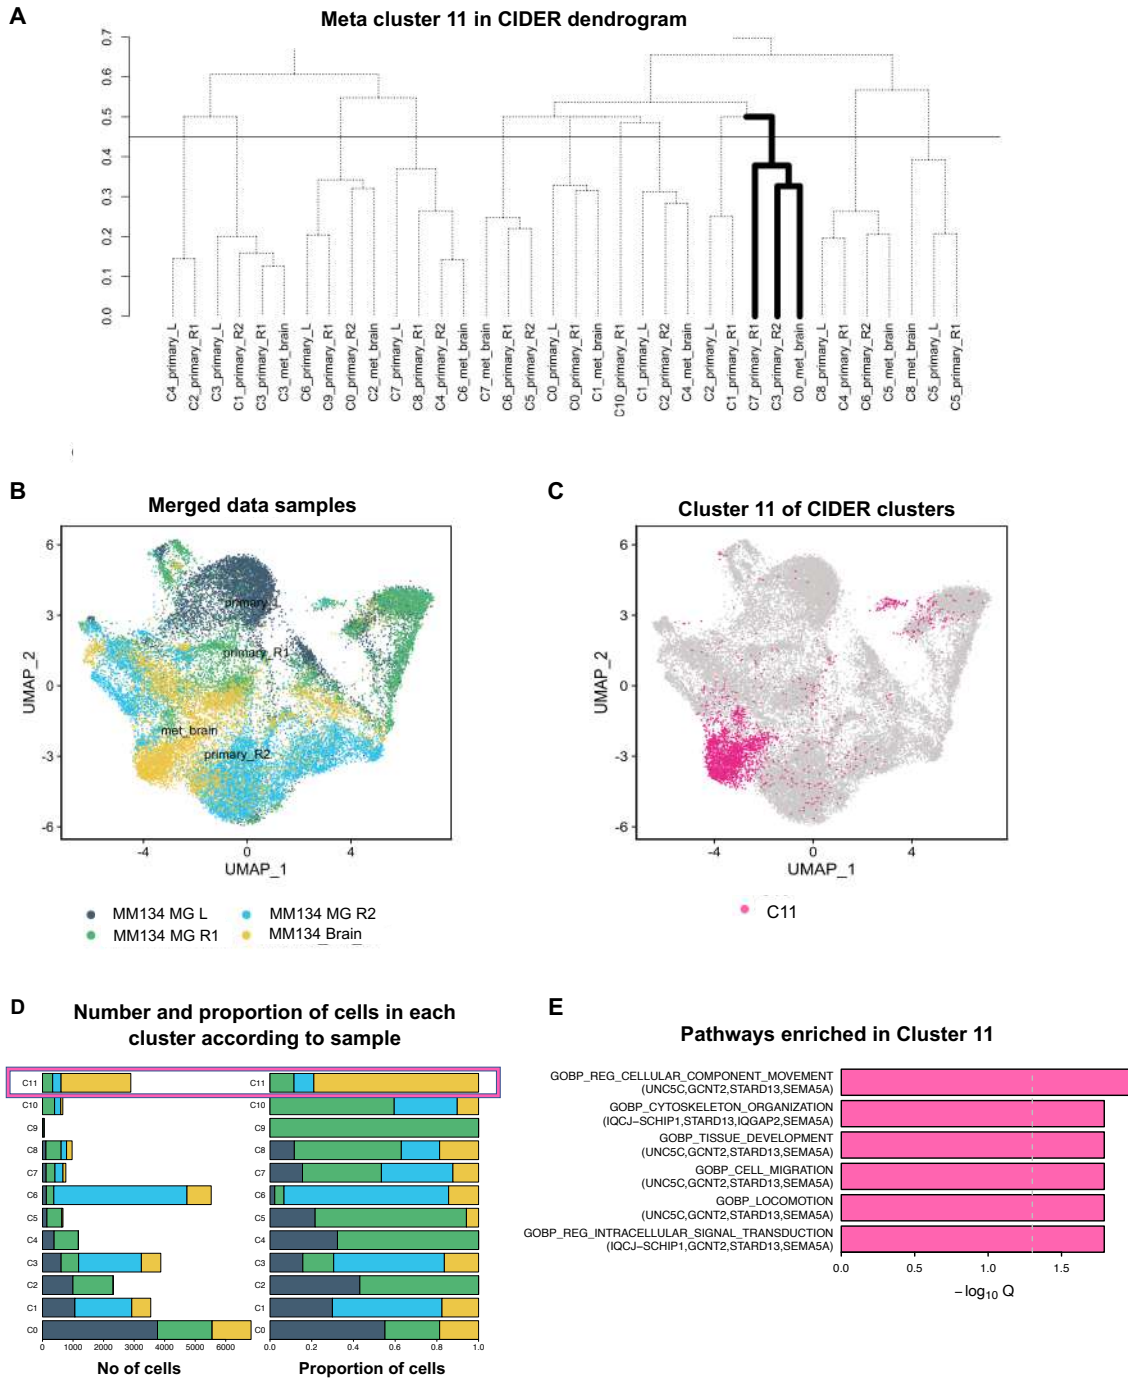 A
Meta cluster 11 in CIDER dendrogram
0.7
0.6
0.5
0.4
0.3
0.2
0.1
0.0
C4_primary_L
C2_primary_R1
C3_primary_L
C1_primary_R2
C3_primary_R1
C3_met_brain
C6_primary_L
C9_primary_R1
C0_primary_R2
C2_met_brain
C7_primary_L
C8_primary_R1
C4_primary_R2
C6_met_brain
C7_met_brain
C6_primary_R1
C5_primary_R2
C0_primary_L
C0_primary_R1
C1_met_brain
C10_primary_R1
C1_primary_L
C2_primary_R2
C4_met_brain
C2_primary_L
C1_primary_R1
C7_primary_R1
C3_primary_R2
C0_met_brain
C8_primary_L
C4_primary_R1
C6_primary_R2
C5_met_brain
C8_met_brain
C5_primary_L
C5_primary_R1
B
Merged data samples
UMAP_2
6
3
0
-3
-6
primary_L
primary_R1
met_brain
primary_R2
-4
0
4
UMAP_1
MM134 MG L
MM134 MG R2
MM134 MG R1
MM134 Brain
C
Cluster 11 of CIDER clusters
UMAP_2
6
3
0
-3
-6
-4
0
4
UMAP_1
C11
D
Number and proportion of cells in each
cluster according to sample
C11
C10
C9
C8
C7
C6
C5
C4
C3
C2
C1
C0
0 1000 2000 3000 4000 5000 6000
No of cells
C11
C10
C9
C8
C7
C6
C5
C4
C3
C2
C1
C0
0.0 0.2 0.4 0.6 0.8 1.0
Proportion of cells
E
Pathways enriched in Cluster 11
GOBP_REG_CELLULAR_COMPONENT_MOVEMENT
(UNC5C,GCNT2,STARD13,SEMA5A)
GOBP_CYTOSKELETON_ORGANIZATION
(IQCJ−SCHIP1,STARD13,IQGAP2,SEMA5A)
GOBP_TISSUE_DEVELOPMENT
(UNC5C,GCNT2,STARD13,SEMA5A)
GOBP_CELL_MIGRATION
(UNC5C,GCNT2,STARD13,SEMA5A)
GOBP_LOCOMOTION
(UNC5C,GCNT2,STARD13,SEMA5A)
GOBP_REG_INTRACELLULAR_SIGNAL_TRANSDUCTION
(IQCJ−SCHIP1,GCNT2,STARD13,SEMA5A)
0.0 0.5 1.0 1.5
−log₁₀ Q